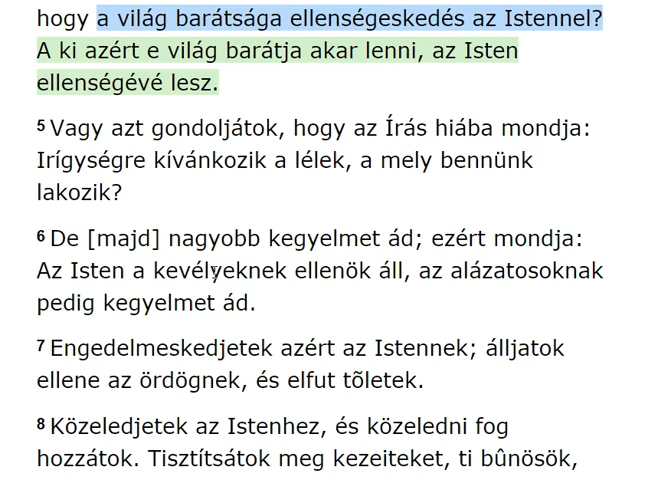 hogy a világ barátsága ellenségeskedés az Istennel?
A ki azért e világ barátja akar lenni, az Isten
ellenségévé lesz.
5 Vagy azt gondoljátok, hogy az Írás hiába mondja:
Irígységre kívánkozik a lélek, a mely bennünk
lakozik?
6 De [majd] nagyobb kegyelmet ád; ezért mondja:
Az Isten a kevélyeknek ellenök áll, az alázatosoknak
pedig kegyelmet ád.
7 Engedelmeskedjetek azért az Istennek; álljatok
ellene az ördögnek, és elfut tõletek.
8 Közeledjetek az Istenhez, és közeledni fog
hozzátok. Tisztítsátok meg kezeiteket, ti bûnösök,